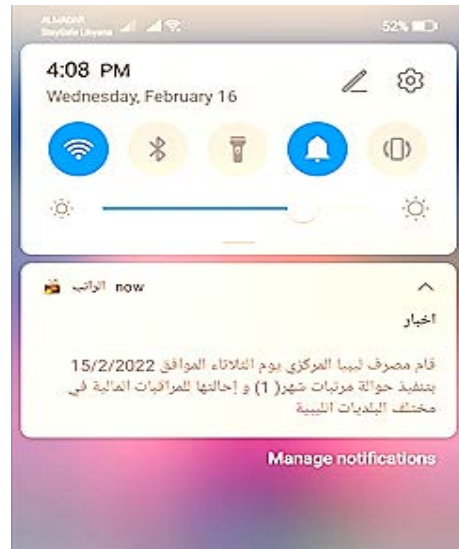 ALMADAR
StaySafe Libyana
52%
4:08 PM
Wednesday, February 16
الراتب now
اخبار
قام مصرف ليبيا المركزي يوم الثلاثاء الموافق 15/2/2022
بتنفيذ حوالة مرتبات شهر( 1) و إحالتها للمراقبات المالية في
مختلف البلديات الليبية
Manage notifications